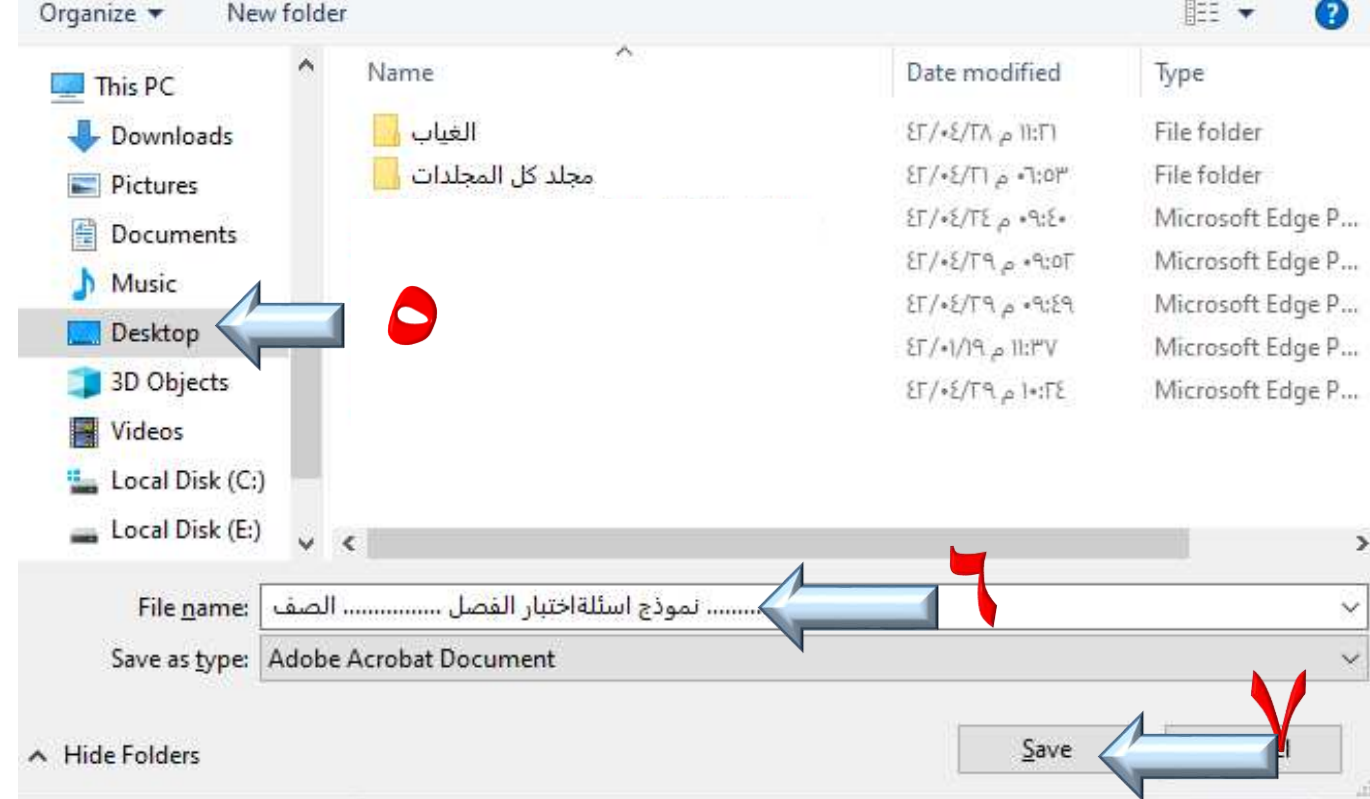 Organize New folder
Name Date modified Type
This PC
Downloads
Pictures
Documents
Music
Desktop
3D Objects
Videos
Local Disk (C:)
Local Disk (E:)
الغياب ٤٢/٠٤/٢٨ م ١١:٢١ File folder
مجلد كل المجلدات ٤٢/٠٤/٢١ م ٠٦:٥٣ File folder
٤٢/٠٤/٢٤ م ٠٩:٤٠ Microsoft Edge P...
٤٢/٠٤/٢٩ م ٠٩:٥٢ Microsoft Edge P...
٤٢/٠٤/٢٩ م ٠٩:٤٩ Microsoft Edge P...
٤٢/٠١/١٩ م ١١:٣٧ Microsoft Edge P...
٤٢/٠٤/٢٩ م ١٠:٢٤ Microsoft Edge P...
٥
٦
File name: نموذج اسئلةاختبار الفصل ................ الصف .........
Save as type: Adobe Acrobat Document
٧
Hide Folders
Save